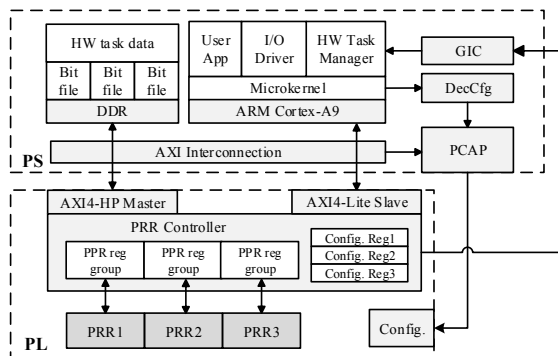 HW task data
Bit
file
Bit
file
Bit
file
DDR
User
App
I/O
Driver
HW Task
Manager
Microkernel
ARM Cortex-A9
GIC
DecCfg
PCAP
AXI Interconnection
PS
AXI4-HP Master
AXI4-Lite Slave
PRR Controller
PPR reg
group
PPR reg
group
PPR reg
group
Config. Reg1
Config. Reg2
Config. Reg3
PRR1
PRR2
PRR3
Config.
PL